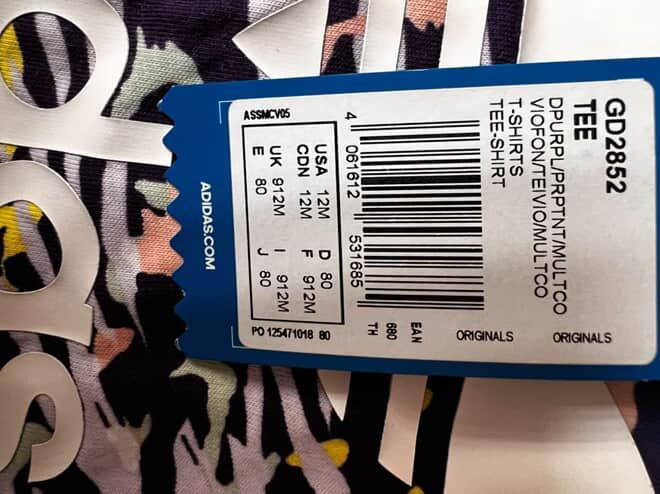 GD2852
TEE
DPURPL/PRPTNT/MULTCO ORIGINALS
VIOFON/TEIVIO/MULTCO
T-SHIRTS
TEE-SHIRT ORIGINALS
EAN
680
TH
4 061612 531685
USA 12M D 80
CDN 12M F 912M
UK 912M I 912M
E 80 J 80
ASSMCV05 PO 125471018 80
ADIDAS.COM
das